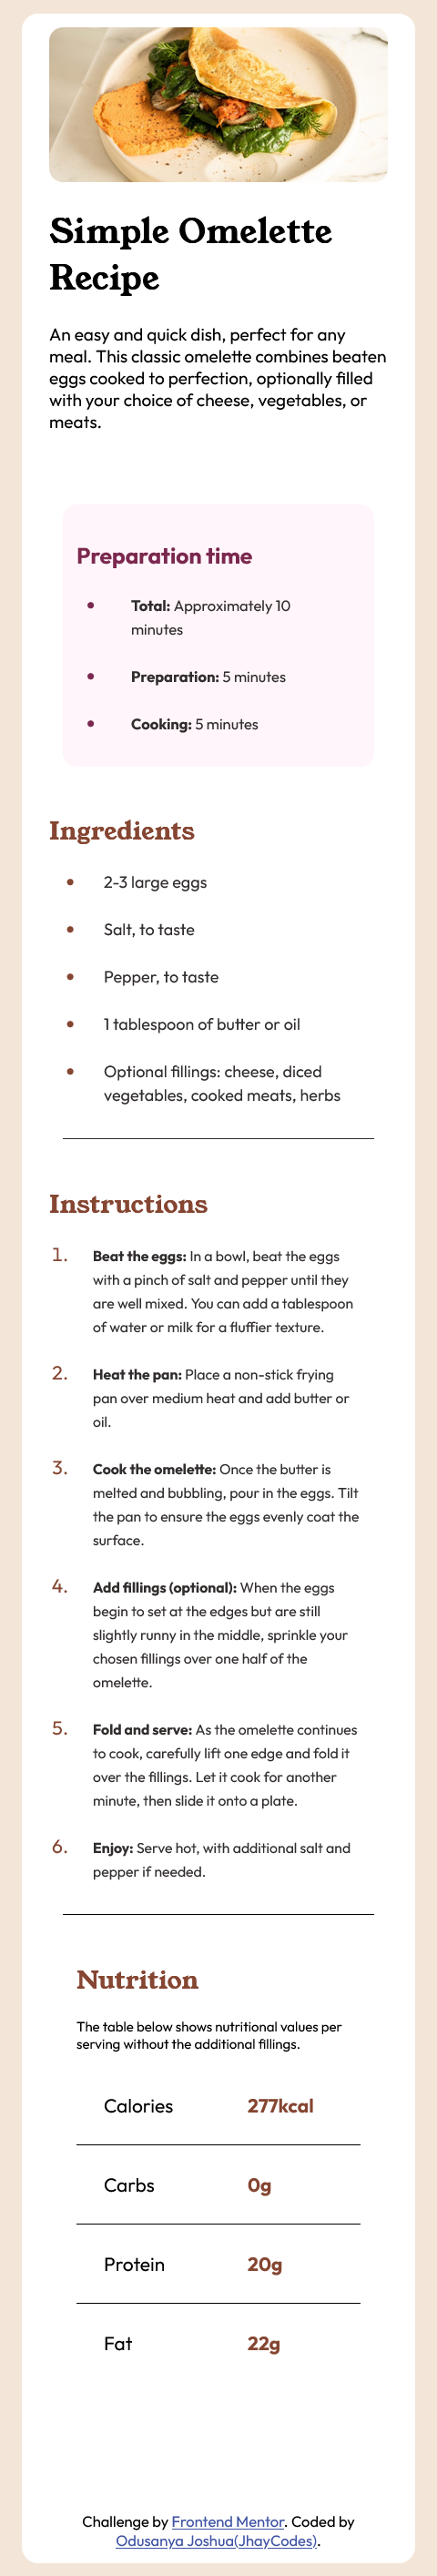 Simple Omelette
Recipe
An easy and quick dish, perfect for any
meal. This classic omelette combines beaten
eggs cooked to perfection, optionally filled
with your choice of cheese, vegetables, or
meats.
Preparation time
• Total: Approximately 10
minutes
• Preparation: 5 minutes
• Cooking: 5 minutes
Ingredients
• 2-3 large eggs
• Salt, to taste
• Pepper, to taste
• 1 tablespoon of butter or oil
• Optional fillings: cheese, diced
vegetables, cooked meats, herbs
Instructions
1. Beat the eggs: In a bowl, beat the eggs
with a pinch of salt and pepper until they
are well mixed. You can add a tablespoon
of water or milk for a fluffier texture.
2. Heat the pan: Place a non-stick frying
pan over medium heat and add butter or
oil.
3. Cook the omelette: Once the butter is
melted and bubbling, pour in the eggs. Tilt
the pan to ensure the eggs evenly coat the
surface.
4. Add fillings (optional): When the eggs
begin to set at the edges but are still
slightly runny in the middle, sprinkle your
chosen fillings over one half of the
omelette.
5. Fold and serve: As the omelette continues
to cook, carefully lift one edge and fold it
over the fillings. Let it cook for another
minute, then slide it onto a plate.
6. Enjoy: Serve hot, with additional salt and
pepper if needed.
Nutrition
The table below shows nutritional values per
serving without the additional fillings.
Calories 277kcal
Carbs 0g
Protein 20g
Fat 22g
Challenge by Frontend Mentor. Coded by
Odusanya Joshua(JhayCodes).